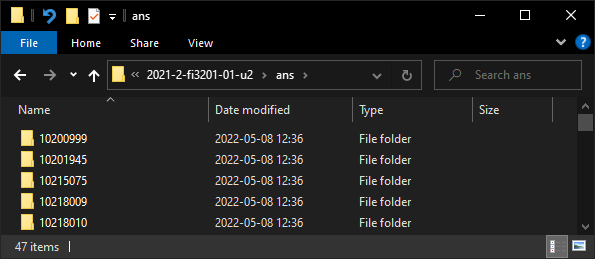 ans
File Home Share View
« 2021-2-fi3201-01-u2 › ans › Search ans
Name Date modified Type Size
10200999 2022-05-08 12:36 File folder
10201945 2022-05-08 12:36 File folder
10215075 2022-05-08 12:36 File folder
10218009 2022-05-08 12:36 File folder
10218010 2022-05-08 12:36 File folder
47 items